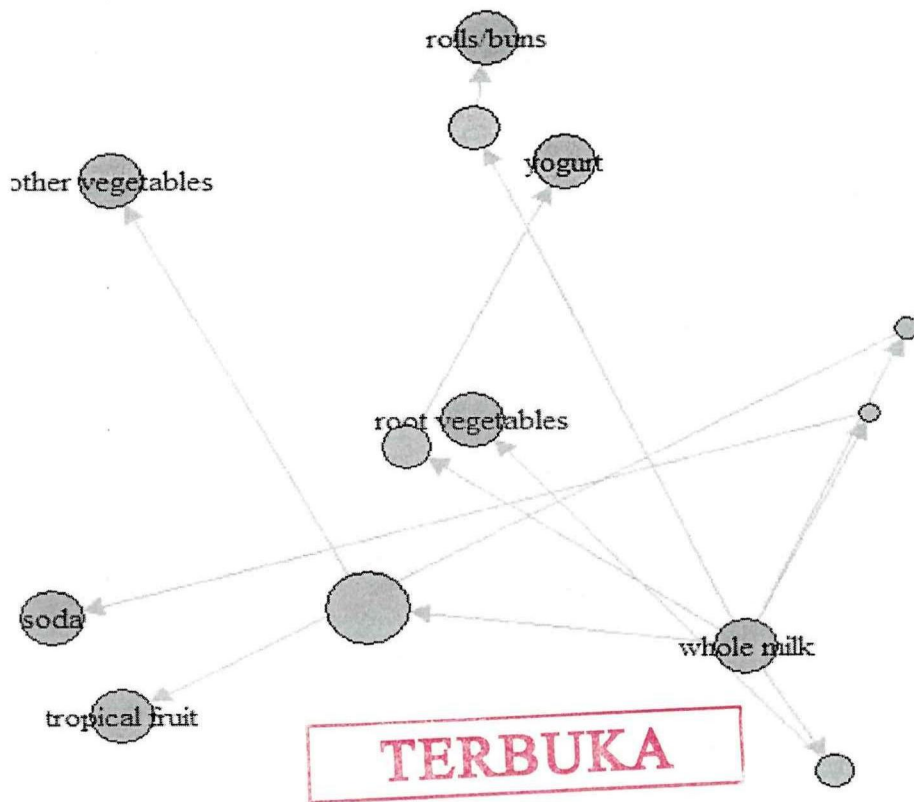 rolls/buns
yogurt
other vegetables
root vegetables
soda
whole milk
tropical fruit
TERBUKA